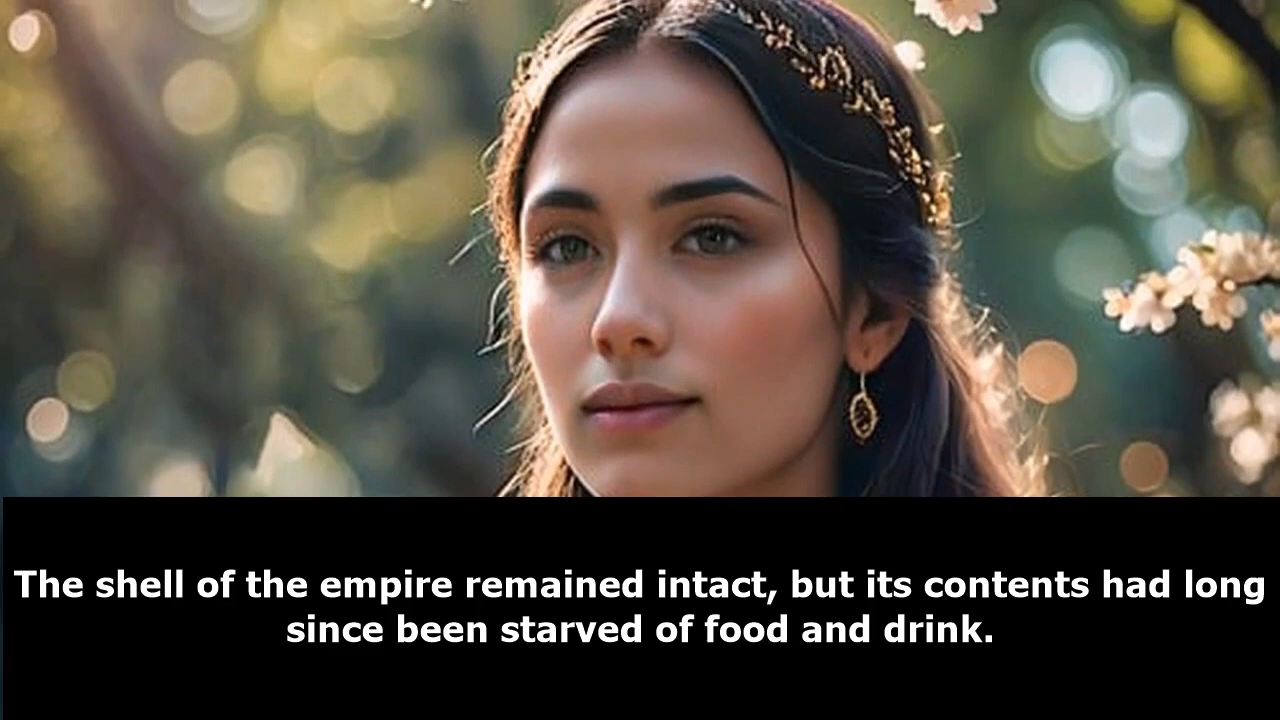 The shell of the empire remained intact, but its contents had long
since been starved of food and drink.